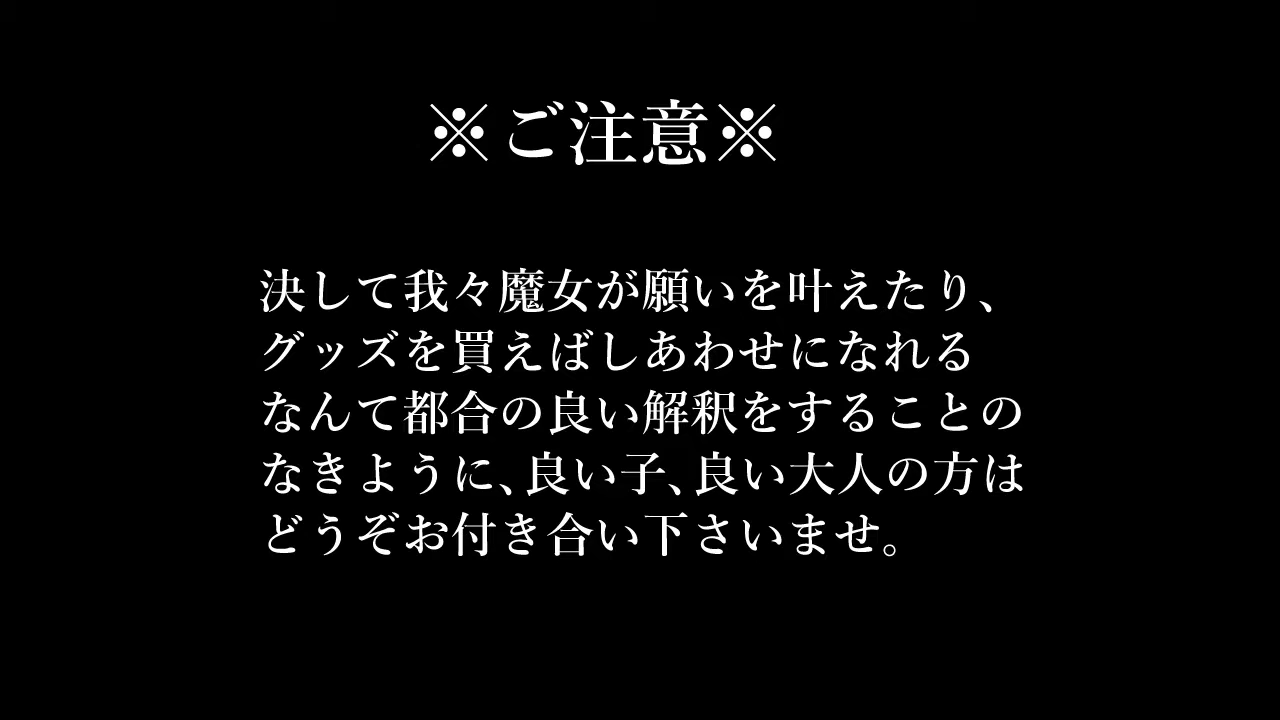 ※ご注意※
決して我々魔女が願いを叶えたり、
グッズを買えばしあわせになれる
なんて都合の良い解釈をすることの
なきように､良い子､良い大人の方は
どうぞお付き合い下さいませ。